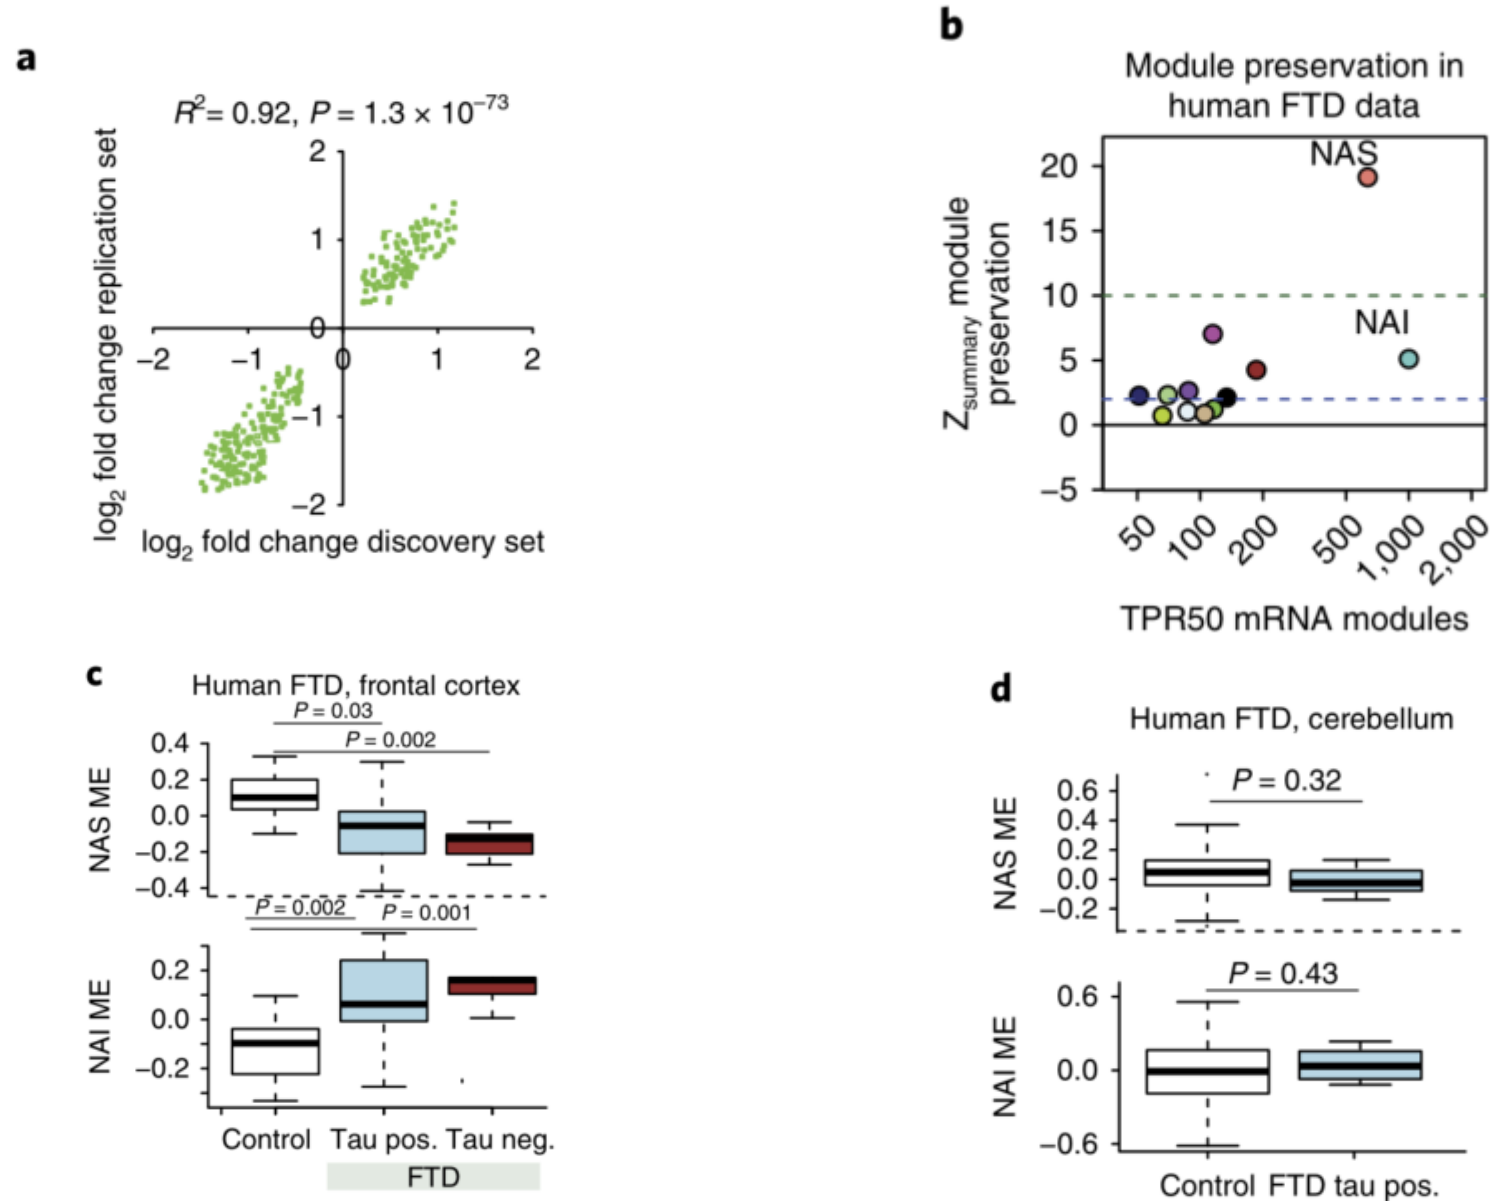 a
R²= 0.92, P = 1.3 × 10⁻⁷³
log₂ fold change replication set
2
1
0
−2
−1
0
1
2
−1
−2
log₂ fold change discovery set
b
Module preservation in
human FTD data
Z_summary module
preservation
20
15
10
5
0
−5
NAS
NAI
50
100
200
500
1,000
2,000
TPR50 mRNA modules
c
Human FTD, frontal cortex
P = 0.03
P = 0.002
NAS ME
0.4
0.2
0.0
−0.2
−0.4
P = 0.002
P = 0.001
NAI ME
0.2
0.0
−0.2
Control
Tau pos.
Tau neg.
FTD
d
Human FTD, cerebellum
P = 0.32
NAS ME
0.6
0.4
0.2
0.0
−0.2
P = 0.43
NAI ME
0.6
0.0
−0.6
Control
FTD tau pos.